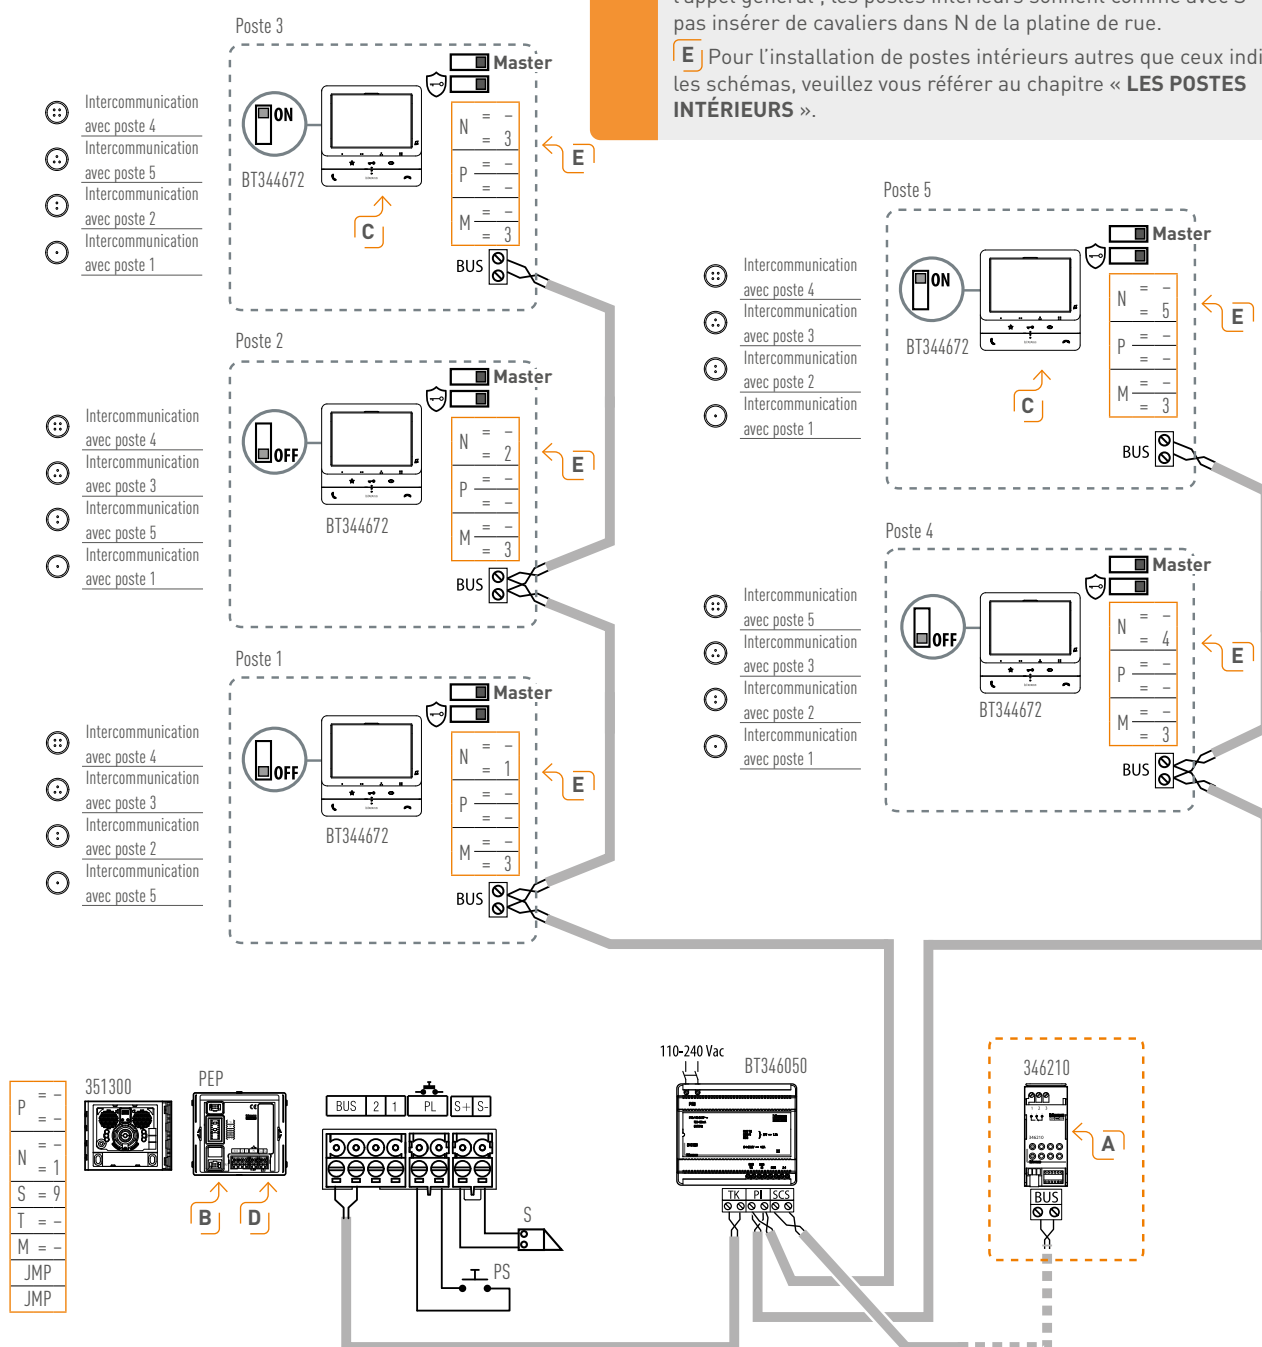 pas insérer de cavaliers dans N de la platine de rue.
E Pour l'installation de postes intérieurs autres que ceux indi
les schémas, veuillez vous référer au chapitre « LES POSTES
INTÉRIEURS ».
Poste 3
Master
Intercommunication
avec poste 4
Intercommunication
avec poste 5
Intercommunication
avec poste 2
Intercommunication
avec poste 1
ON
BT344672
C
N = –
= 3
P = –
= –
M = –
= 3
E
BUS
Poste 2
Master
Intercommunication
avec poste 4
Intercommunication
avec poste 3
Intercommunication
avec poste 5
Intercommunication
avec poste 1
OFF
BT344672
N = –
= 2
P = –
= –
M = –
= 3
E
BUS
Poste 1
Master
Intercommunication
avec poste 4
Intercommunication
avec poste 3
Intercommunication
avec poste 2
Intercommunication
avec poste 5
OFF
BT344672
N = –
= 1
P = –
= –
M = –
= 3
E
BUS
Poste 5
Master
Intercommunication
avec poste 4
Intercommunication
avec poste 3
Intercommunication
avec poste 2
Intercommunication
avec poste 1
ON
BT344672
C
N = –
= 5
P = –
= –
M = –
= 3
E
BUS
Poste 4
Master
Intercommunication
avec poste 5
Intercommunication
avec poste 3
Intercommunication
avec poste 2
Intercommunication
avec poste 1
OFF
BT344672
N = –
= 4
P = –
= –
M = –
= 3
E
BUS
P = –
= –
N = –
= 1
S = 9
T = –
M = –
JMP
JMP
351300
PEP
B
D
BUS 2 1 PL S+ S-
S
PS
110-240 Vac
BT346050
TK PI SCS
346210
346210
A
BUS